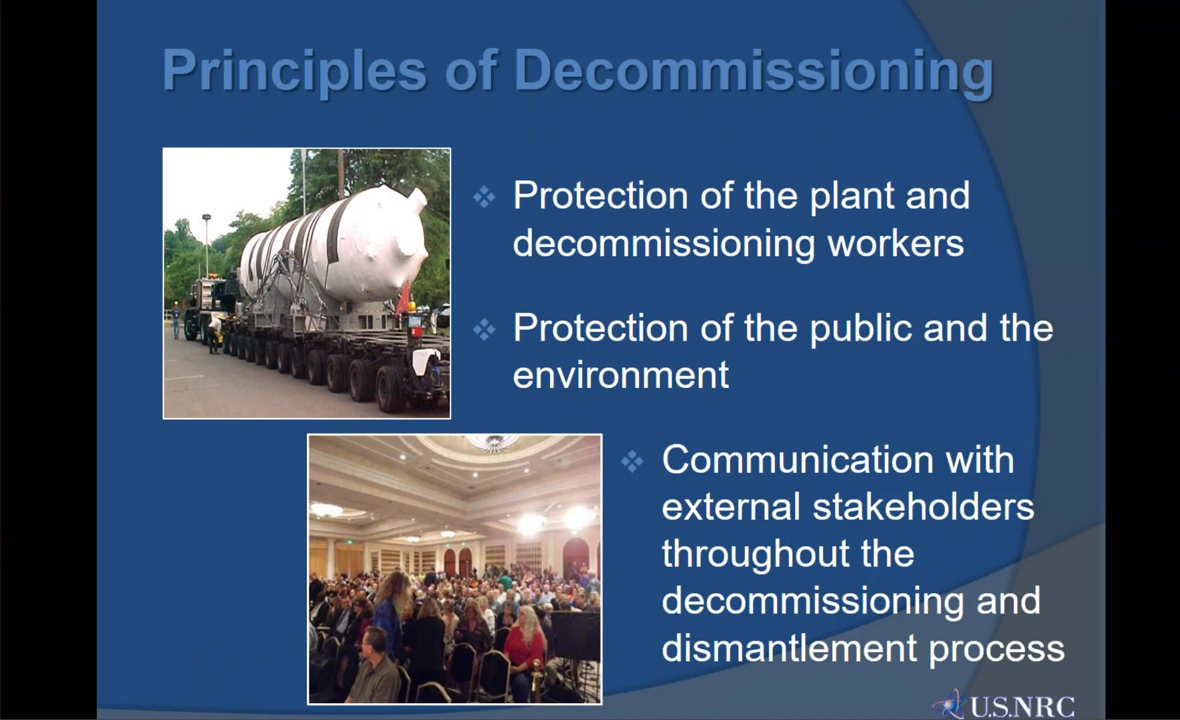 Principles of Decommissioning
Protection of the plant and
decommissioning workers
Protection of the public and the
environment
Communication with
external stakeholders
throughout the
decommissioning and
dismantlement process
U.S.NRC